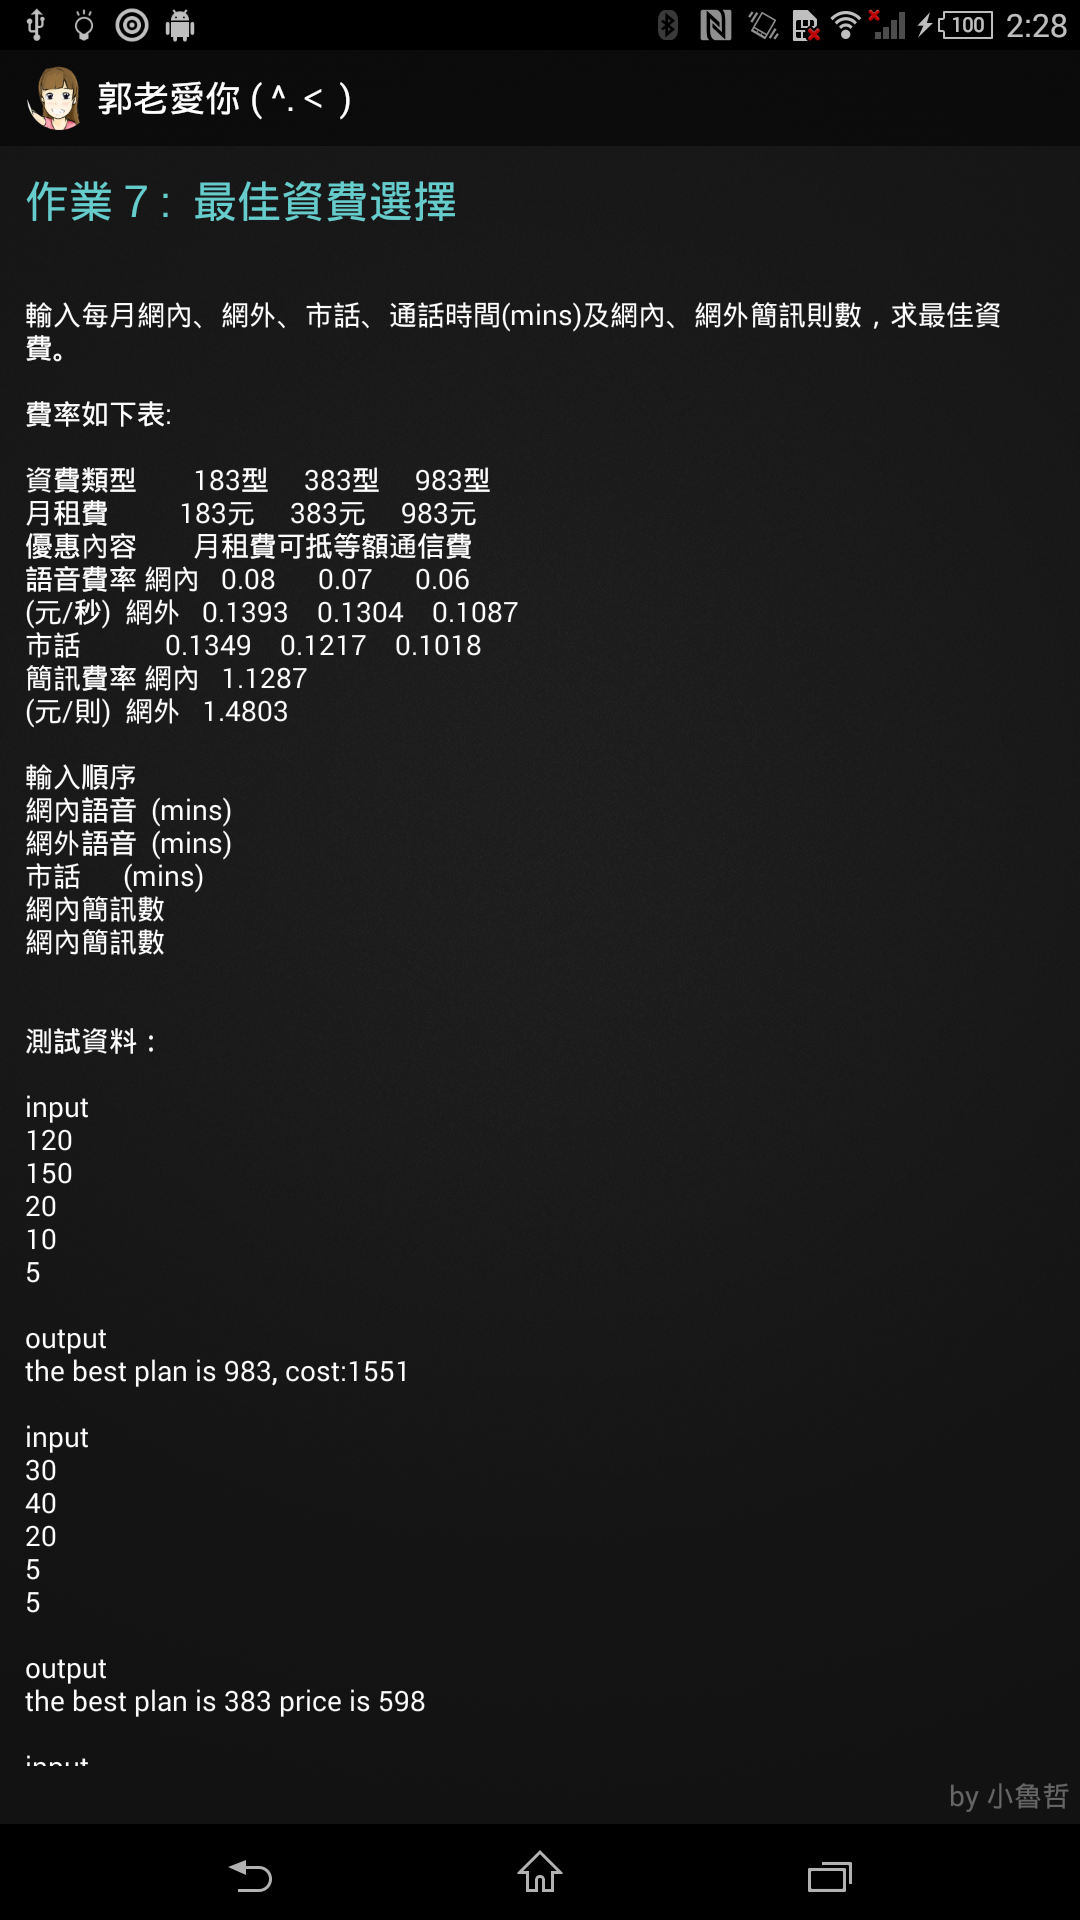 100 2:28
郭老愛你 ( ^. < )
作業 7 : 最佳資費選擇
輸入每月網內、網外、市話、通話時間(mins)及網內、網外簡訊則數，求最佳資
費。
費率如下表:
資費類型 183型 383型 983型
月租費 183元 383元 983元
優惠內容 月租費可抵等額通信費
語音費率 網內 0.08 0.07 0.06
(元/秒) 網外 0.1393 0.1304 0.1087
市話 0.1349 0.1217 0.1018
簡訊費率 網內 1.1287
(元/則) 網外 1.4803
輸入順序
網內語音 (mins)
網外語音 (mins)
市話 (mins)
網內簡訊數
網內簡訊數
測試資料：
input
120
150
20
10
5
output
the best plan is 983, cost:1551
input
30
40
20
5
5
output
the best plan is 383 price is 598
input
by 小魯哲